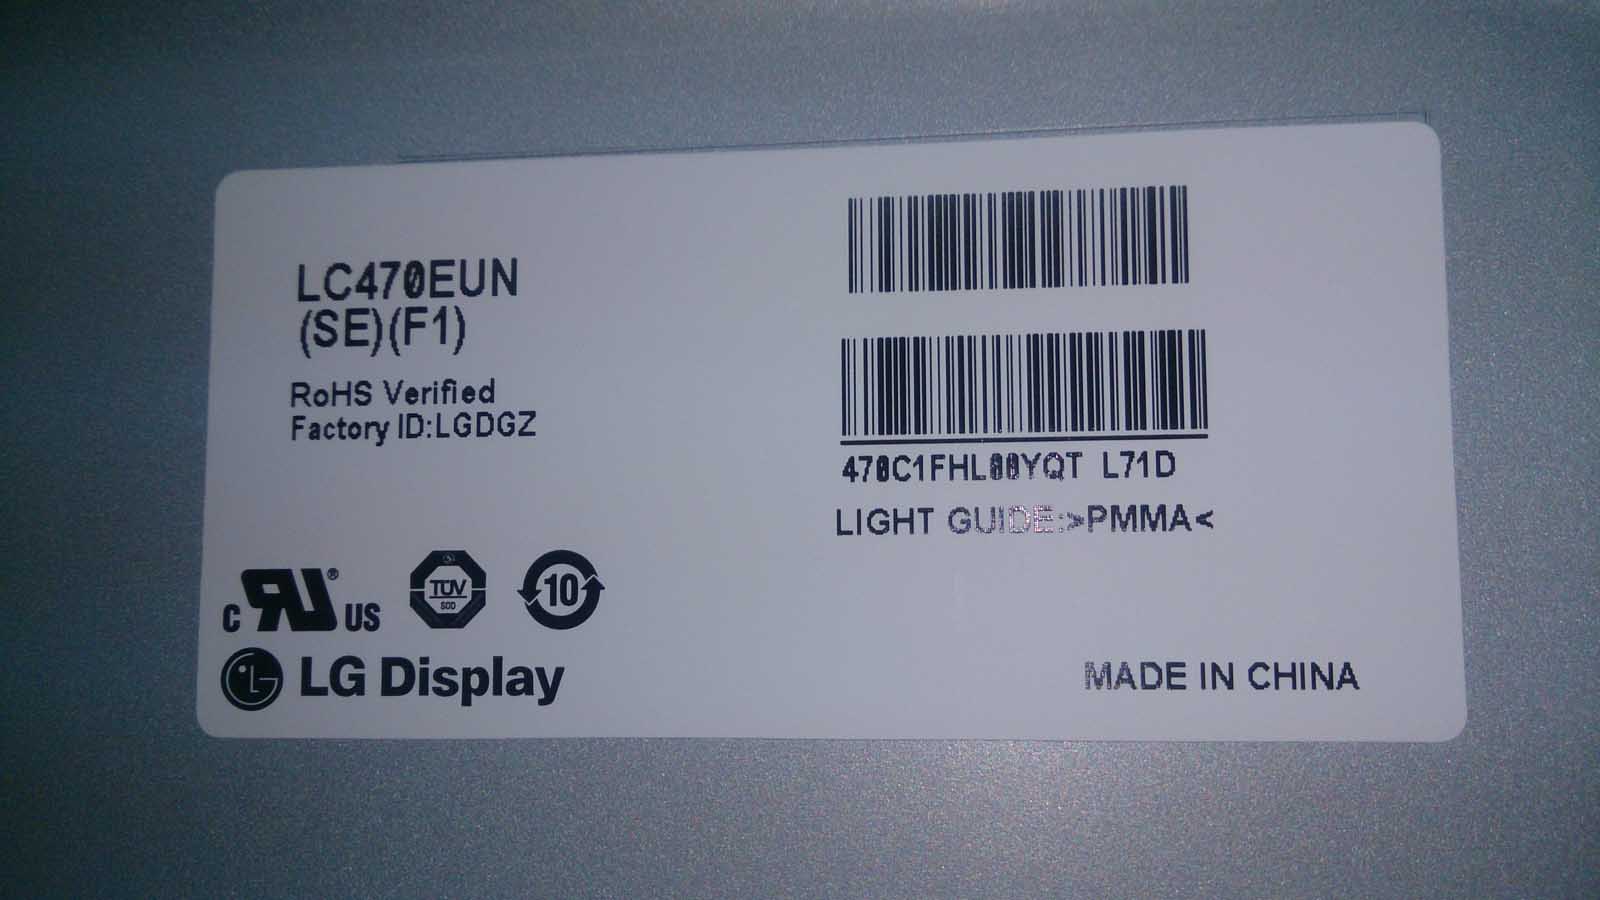 LC470EUN
(SE)(F1)
RoHS Verified
Factory ID:LGDGZ
470C1FHL00YQT L71D
LIGHT GUIDE:>PMMA<
C RU® US
TÜV
SÜD
10
LG Display
MADE IN CHINA